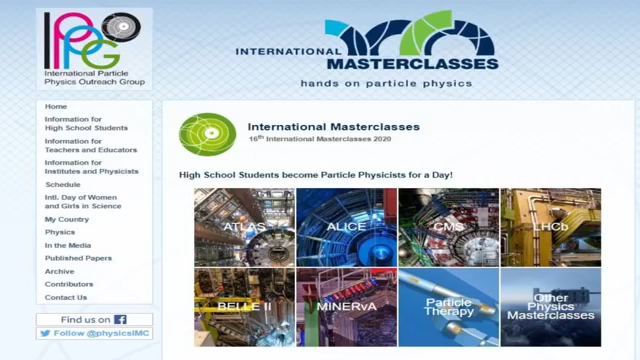 IPPOG
International Particle
Physics Outreach Group
INTERNATIONAL
MASTERCLASSES
hands on particle physics
Home
Information for
High School Students
Information for
Teachers and Educators
Information for
Institutes and Physicists
Schedule
Intl. Day of Women
and Girls in Science
My Country
Physics
In the Media
Published Papers
Archive
Contributors
Contact Us
Find us on
Follow @physicsIMC
International Masterclasses
16th International Masterclasses 2020
High School Students become Particle Physicists for a Day!
ATLAS
ALICE
CMS
LHCb
BELLE II
MINERvA
Particle
Therapy
Other
Physics
Masterclasses